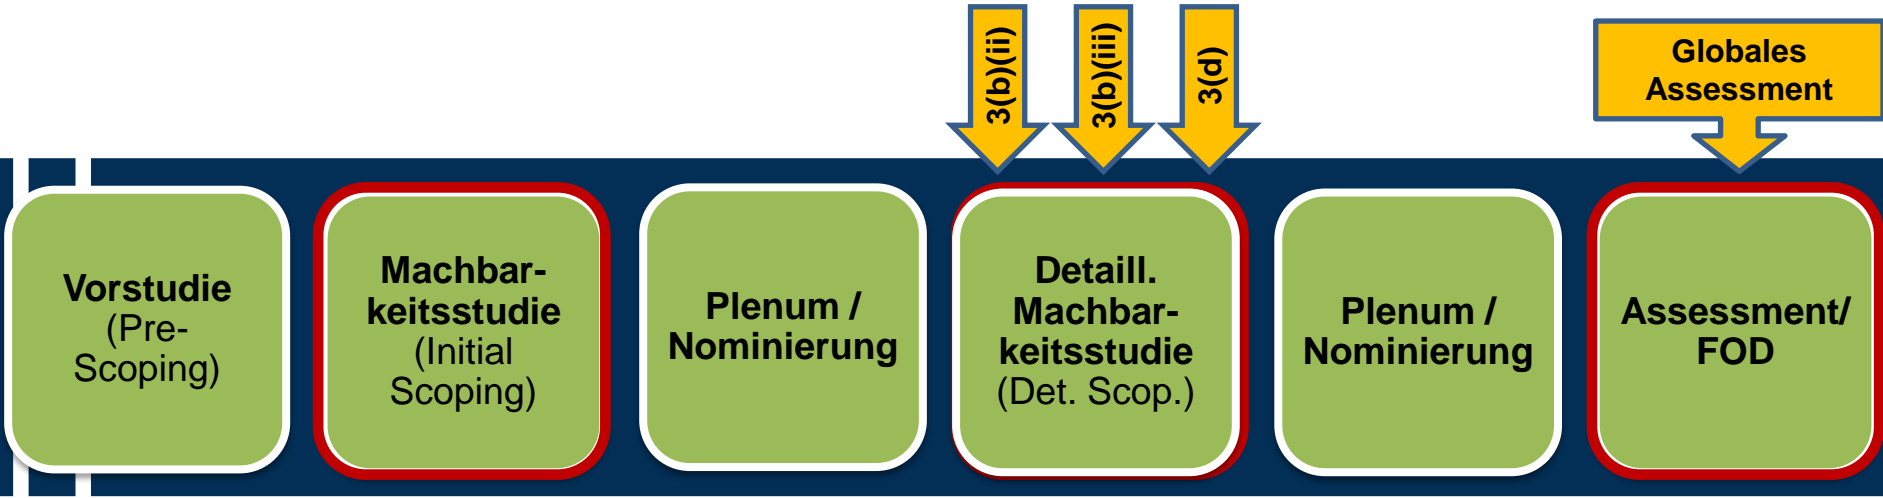 3(b)(ii)
3(b)(iii)
3(d)
Globales
Assessment
Vorstudie
(Pre-
Scoping)
Machbar-
keitsstudie
(Initial
Scoping)
Plenum /
Nominierung
Detaill.
Machbar-
keitsstudie
(Det. Scop.)
Plenum /
Nominierung
Assessment/
FOD